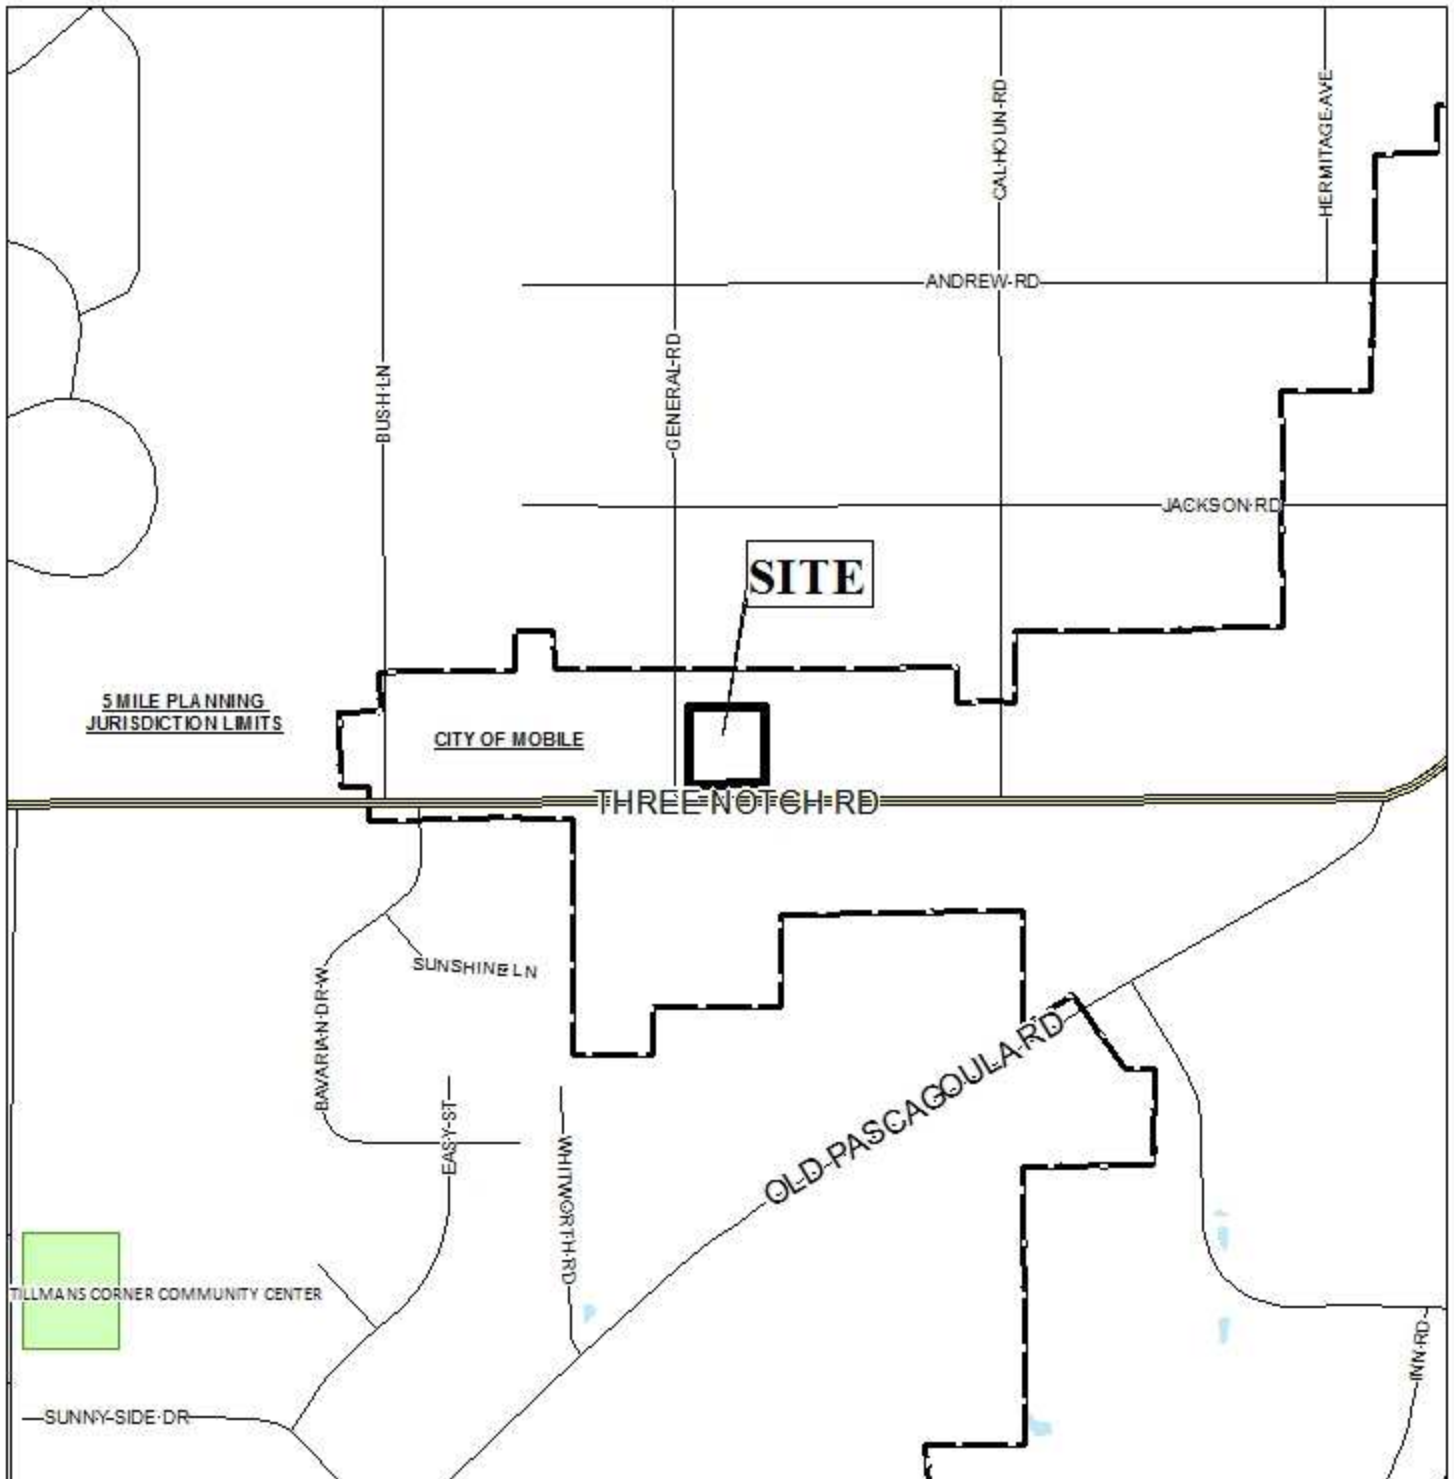 HERMITAGE AVE
CALHOUN RD
ANDREW RD
BUSH LN
GENERAL RD
JACKSON RD
SITE
5 MILE PLANNING
JURISDICTION LIMITS
CITY OF MOBILE
THREE NOTCH RD
SUNSHINE LN
BAVARIAN DR W
OLD PASCAGOULA RD
EASY ST
WHITWORTH RD
TILLMANS CORNER COMMUNITY CENTER
INN RD
SUNNY SIDE DR